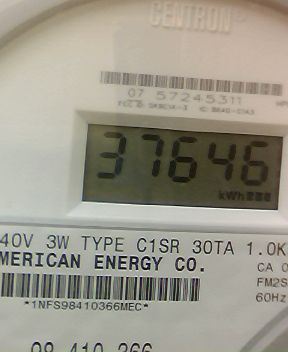 CENTRON
07 57245311
37646
kWh
40V 3W TYPE C1SR 30TA 1.0K
MERICAN ENERGY CO.
CA 0
FM2S
60Hz
*1NFS98410366MEC*
98 410 366